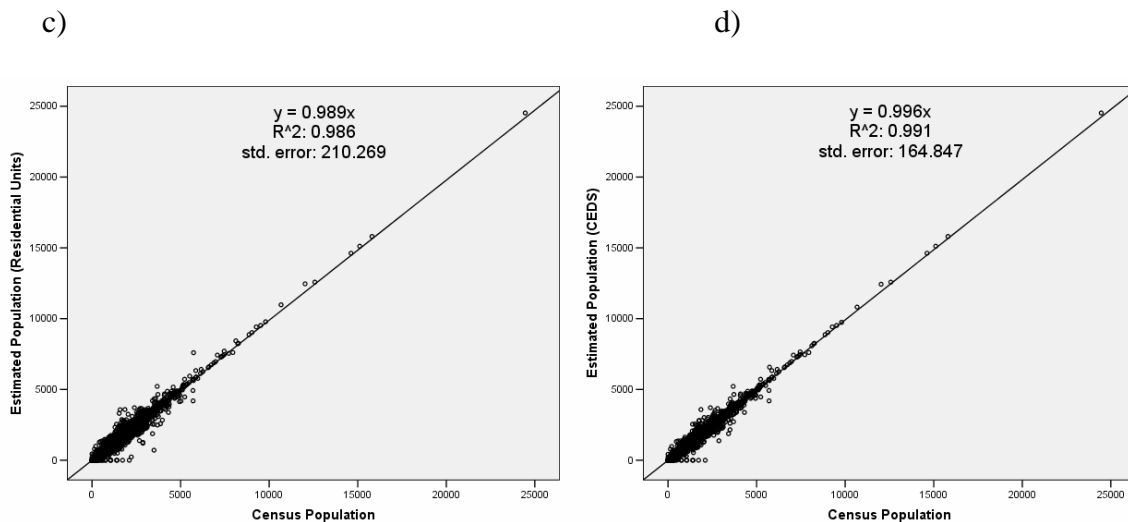 c)
d)
y = 0.989x
R^2: 0.986
std. error: 210.269
Estimated Population (Residential Units)
25000
20000
15000
10000
5000
0
0
5000
10000
15000
20000
25000
Census Population
y = 0.996x
R^2: 0.991
std. error: 164.847
Estimated Population (CEDS)
25000
20000
15000
10000
5000
0
0
5000
10000
15000
20000
25000
Census Population